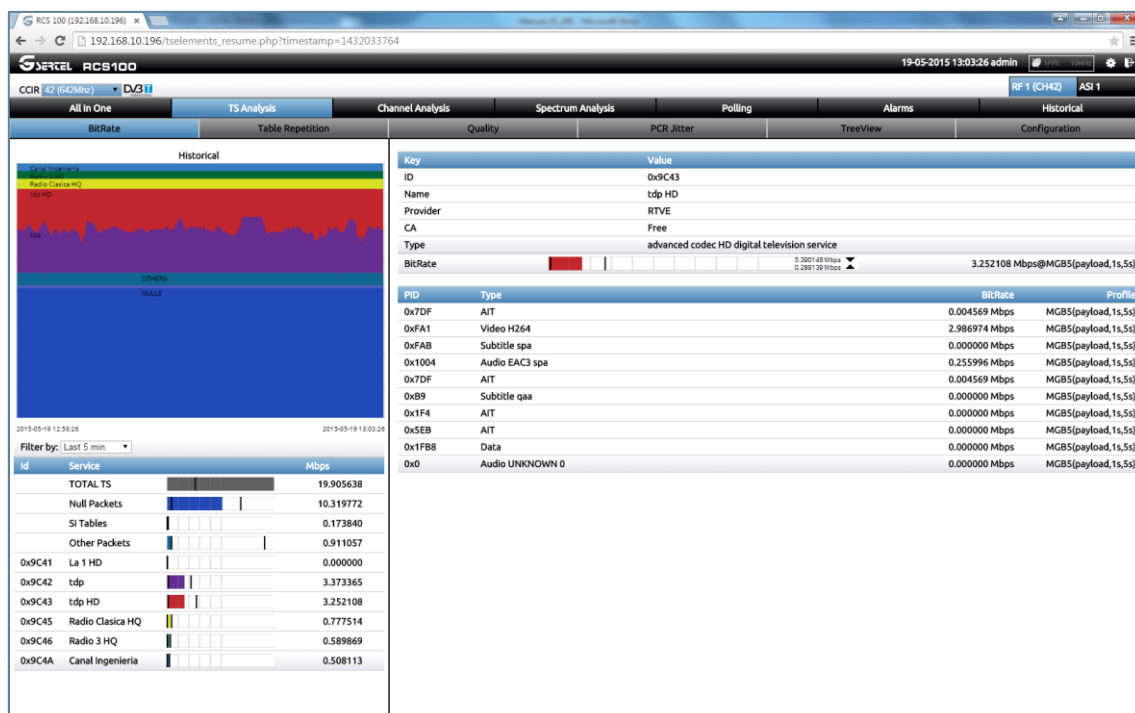 RCS 100 (192.168.10.196)
192.168.10.196/tselements_resume.php?timestamp=1432033764
SERTEL RCS100 19-05-2015 13:03:26 admin 1PPS 10MHz
CCIR 42 (642Mhz) DVB T RF 1 (CH42) ASI 1
All In One TS Analysis Channel Analysis Spectrum Analysis Polling Alarms Historical
BitRate Table Repetition Quality PCR Jitter TreeView Configuration
Historical
Canal Ingenieria
Radio 3 HQ
Radio Clasica HQ
tdp HD
tdp
OTHERS
NULLS
2015-05-19 12:58:26 2015-05-19 13:03:26
Filter by: Last 5 min.
Id Service Mbps
TOTAL TS 19.905638
Null Packets 10.319772
SI Tables 0.173840
Other Packets 0.911057
0x9C41 La 1 HD 0.000000
0x9C42 tdp 3.373365
0x9C43 tdp HD 3.252108
0x9C45 Radio Clasica HQ 0.777514
0x9C46 Radio 3 HQ 0.589869
0x9C4A Canal Ingenieria 0.508113
Key Value
ID 0x9C43
Name tdp HD
Provider RTVE
CA Free
Type advanced codec HD digital television service
BitRate 5.390146 Mbps 3.252108 Mbps@MGB5(payload,1s,5s)
0.289139 Mbps
PID Type BitRate Profile
0x7DF AIT 0.004569 Mbps MGB5(payload,1s,5s)
0xFA1 Video H264 2.986974 Mbps MGB5(payload,1s,5s)
0xFAB Subtitle spa 0.000000 Mbps MGB5(payload,1s,5s)
0x1004 Audio EAC3 spa 0.255996 Mbps MGB5(payload,1s,5s)
0x7DF AIT 0.004569 Mbps MGB5(payload,1s,5s)
0xB9 Subtitle qaa 0.000000 Mbps MGB5(payload,1s,5s)
0x1F4 AIT 0.000000 Mbps MGB5(payload,1s,5s)
0x5EB AIT 0.000000 Mbps MGB5(payload,1s,5s)
0x1FB8 Data 0.000000 Mbps MGB5(payload,1s,5s)
0x0 Audio UNKNOWN 0 0.000000 Mbps MGB5(payload,1s,5s)